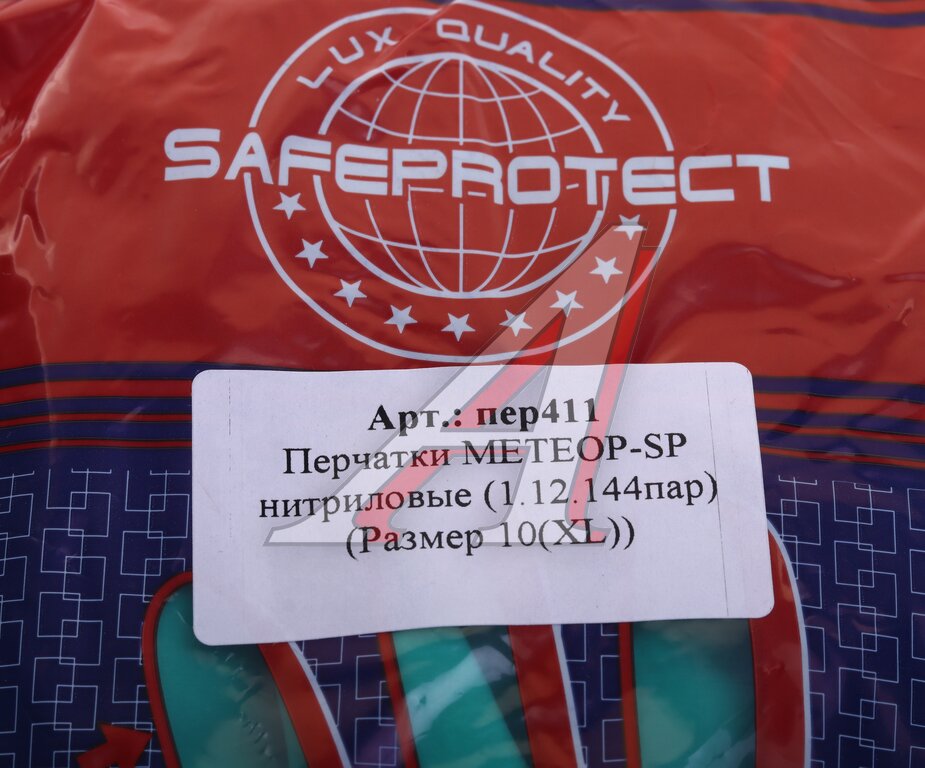 LUX QUALITY
SAFEPROTECT
Арт.: пер411
Перчатки МЕТЕОР-SP
нитриловые (1.12.144пар)
(Размер 10(XL))